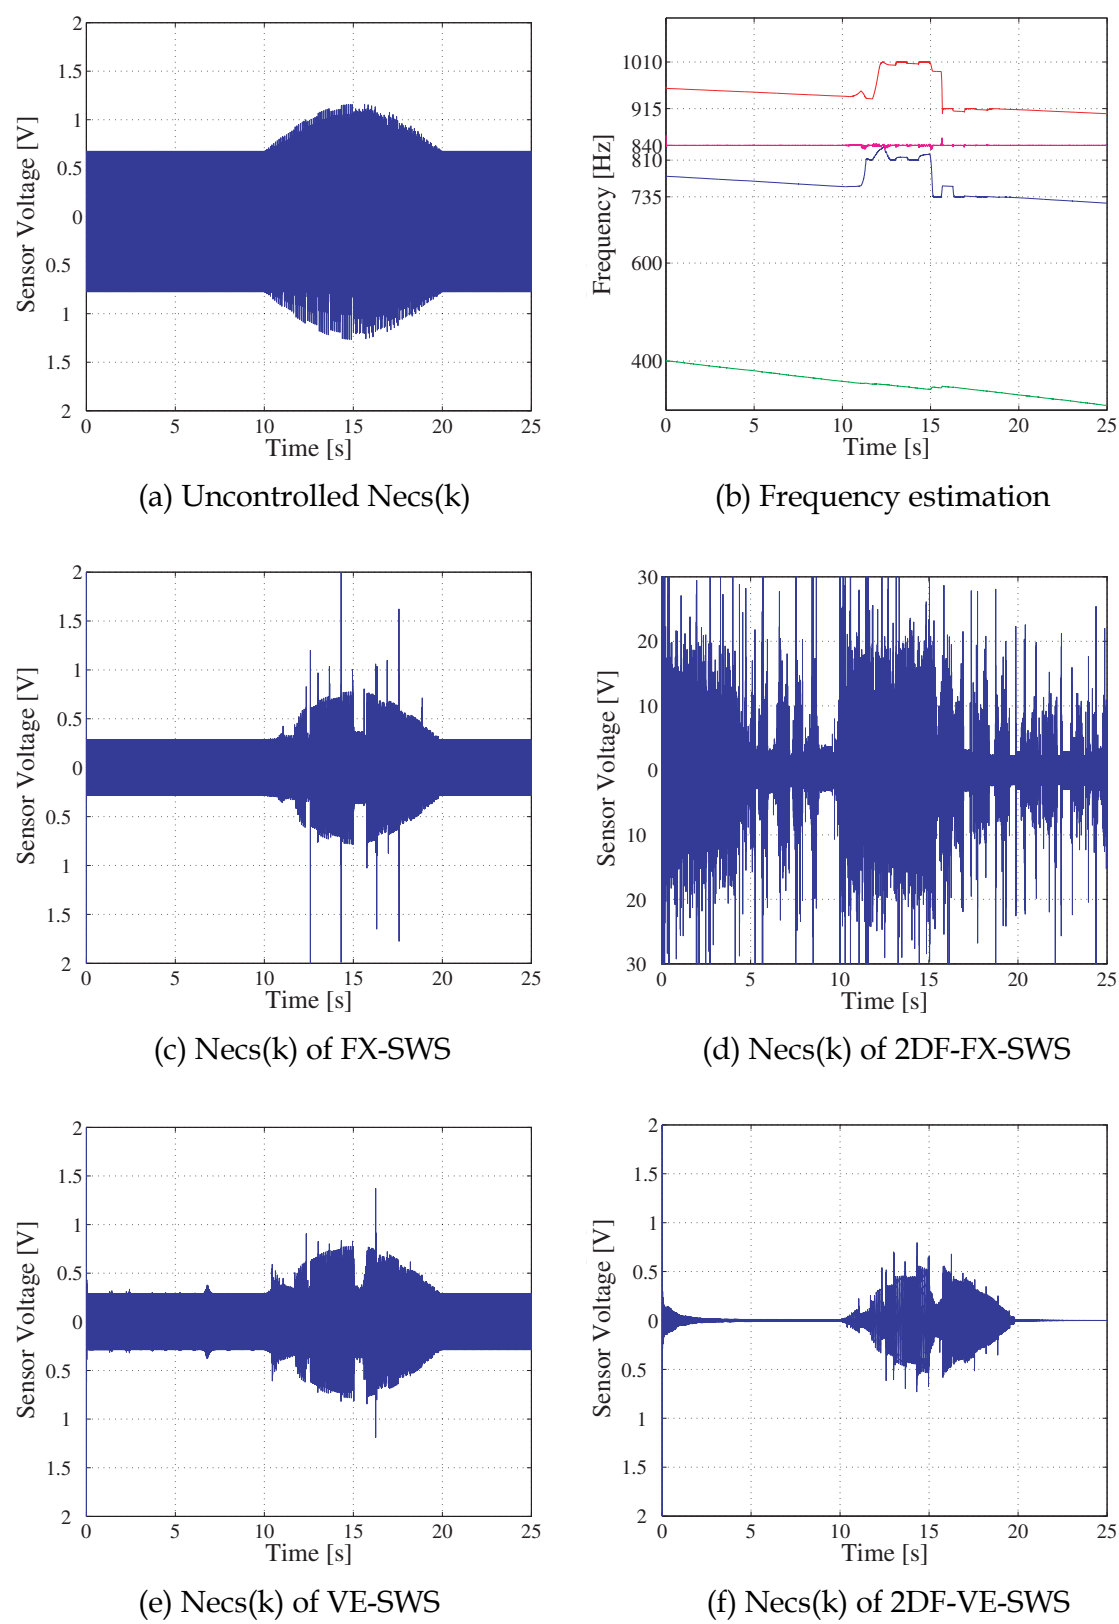 2
1.5
1
0.5
0
0.5
1
1.5
2
Sensor Voltage [V]
0 5 10 15 20 25
Time [s]
(a) Uncontrolled Necs(k)
1010
915
840
810
735
600
400
Frequency [Hz]
0 5 10 15 20 25
Time [s]
(b) Frequency estimation
2
1.5
1
0.5
0
0.5
1
1.5
2
Sensor Voltage [V]
0 5 10 15 20 25
Time [s]
(c) Necs(k) of FX-SWS
30
20
10
0
10
20
30
Sensor Voltage [V]
0 5 10 15 20 25
Time [s]
(d) Necs(k) of 2DF-FX-SWS
2
1.5
1
0.5
0
0.5
1
1.5
2
Sensor Voltage [V]
0 5 10 15 20 25
Time [s]
(e) Necs(k) of VE-SWS
2
1.5
1
0.5
0
0.5
1
1.5
2
Sensor Voltage [V]
0 5 10 15 20 25
Time [s]
(f) Necs(k) of 2DF-VE-SWS